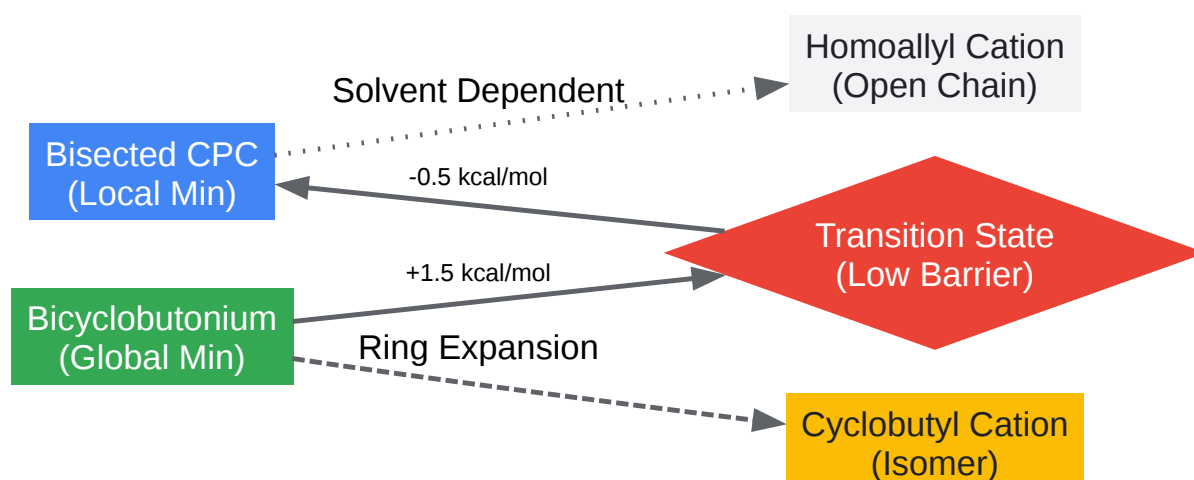 Homoallyl Cation
(Open Chain)
Solvent Dependent
Bisected CPC
(Local Min)
-0.5 kcal/mol
Transition State
(Low Barrier)
+1.5 kcal/mol
Bicyclobutonium
(Global Min)
Ring Expansion
Cyclobutyl Cation
(Isomer)